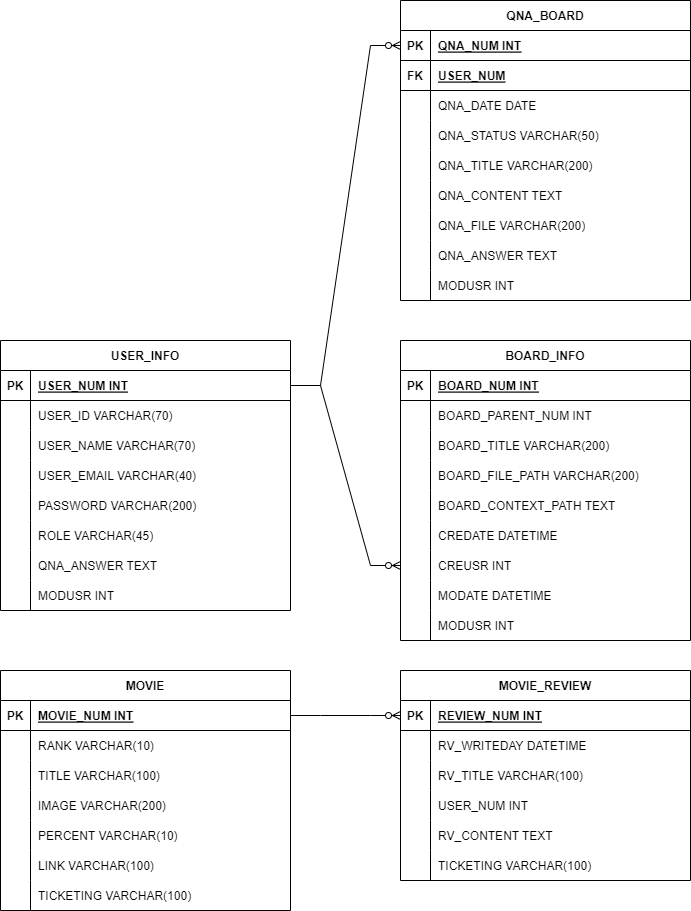 QNA_BOARD
PK QNA_NUM INT
FK USER_NUM
QNA_DATE DATE
QNA_STATUS VARCHAR(50)
QNA_TITLE VARCHAR(200)
QNA_CONTENT TEXT
QNA_FILE VARCHAR(200)
QNA_ANSWER TEXT
MODUSR INT
USER_INFO
PK USER_NUM INT
USER_ID VARCHAR(70)
USER_NAME VARCHAR(70)
USER_EMAIL VARCHAR(40)
PASSWORD VARCHAR(200)
ROLE VARCHAR(45)
QNA_ANSWER TEXT
MODUSR INT
BOARD_INFO
PK BOARD_NUM INT
BOARD_PARENT_NUM INT
BOARD_TITLE VARCHAR(200)
BOARD_FILE_PATH VARCHAR(200)
BOARD_CONTEXT_PATH TEXT
CREDATE DATETIME
CREUSR INT
MODATE DATETIME
MODUSR INT
MOVIE
PK MOVIE_NUM INT
RANK VARCHAR(10)
TITLE VARCHAR(100)
IMAGE VARCHAR(200)
PERCENT VARCHAR(10)
LINK VARCHAR(100)
TICKETING VARCHAR(100)
MOVIE_REVIEW
PK REVIEW_NUM INT
RV_WRITEDAY DATETIME
RV_TITLE VARCHAR(100)
USER_NUM INT
RV_CONTENT TEXT
TICKETING VARCHAR(100)